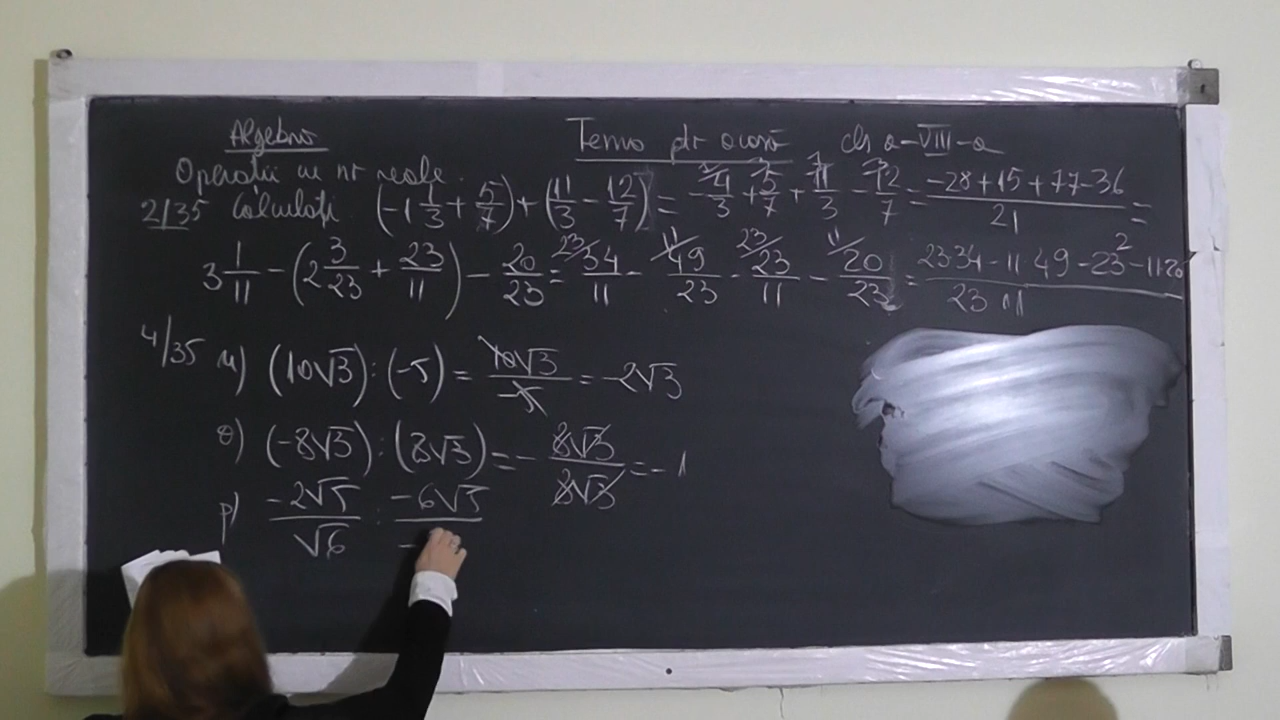 Algebra Temă ptr acasă cls a-VIII-a
Operații cu nr reale.
2/35 Calculați (-1 1/3 + 5/7) + (11/3 - 12/7) = -4/3 + 5/7 + 11/3 - 12/7 = (-28+15+77-36)/21 =
3 1/11 - (2 3/23 + 23/11) - 20/23 = 34/11 - 49/23 - 23/11 - 20/23 = (23·34 - 11·49 - 23² - 11·20)/(23·11)
4/35 n) (10√3) : (-5) = 10√3/-5 = -2√3
o) (-8√3) : (8√3) = - 8√3/8√3 = -1
p) -2√5/√6 : -6√5/-